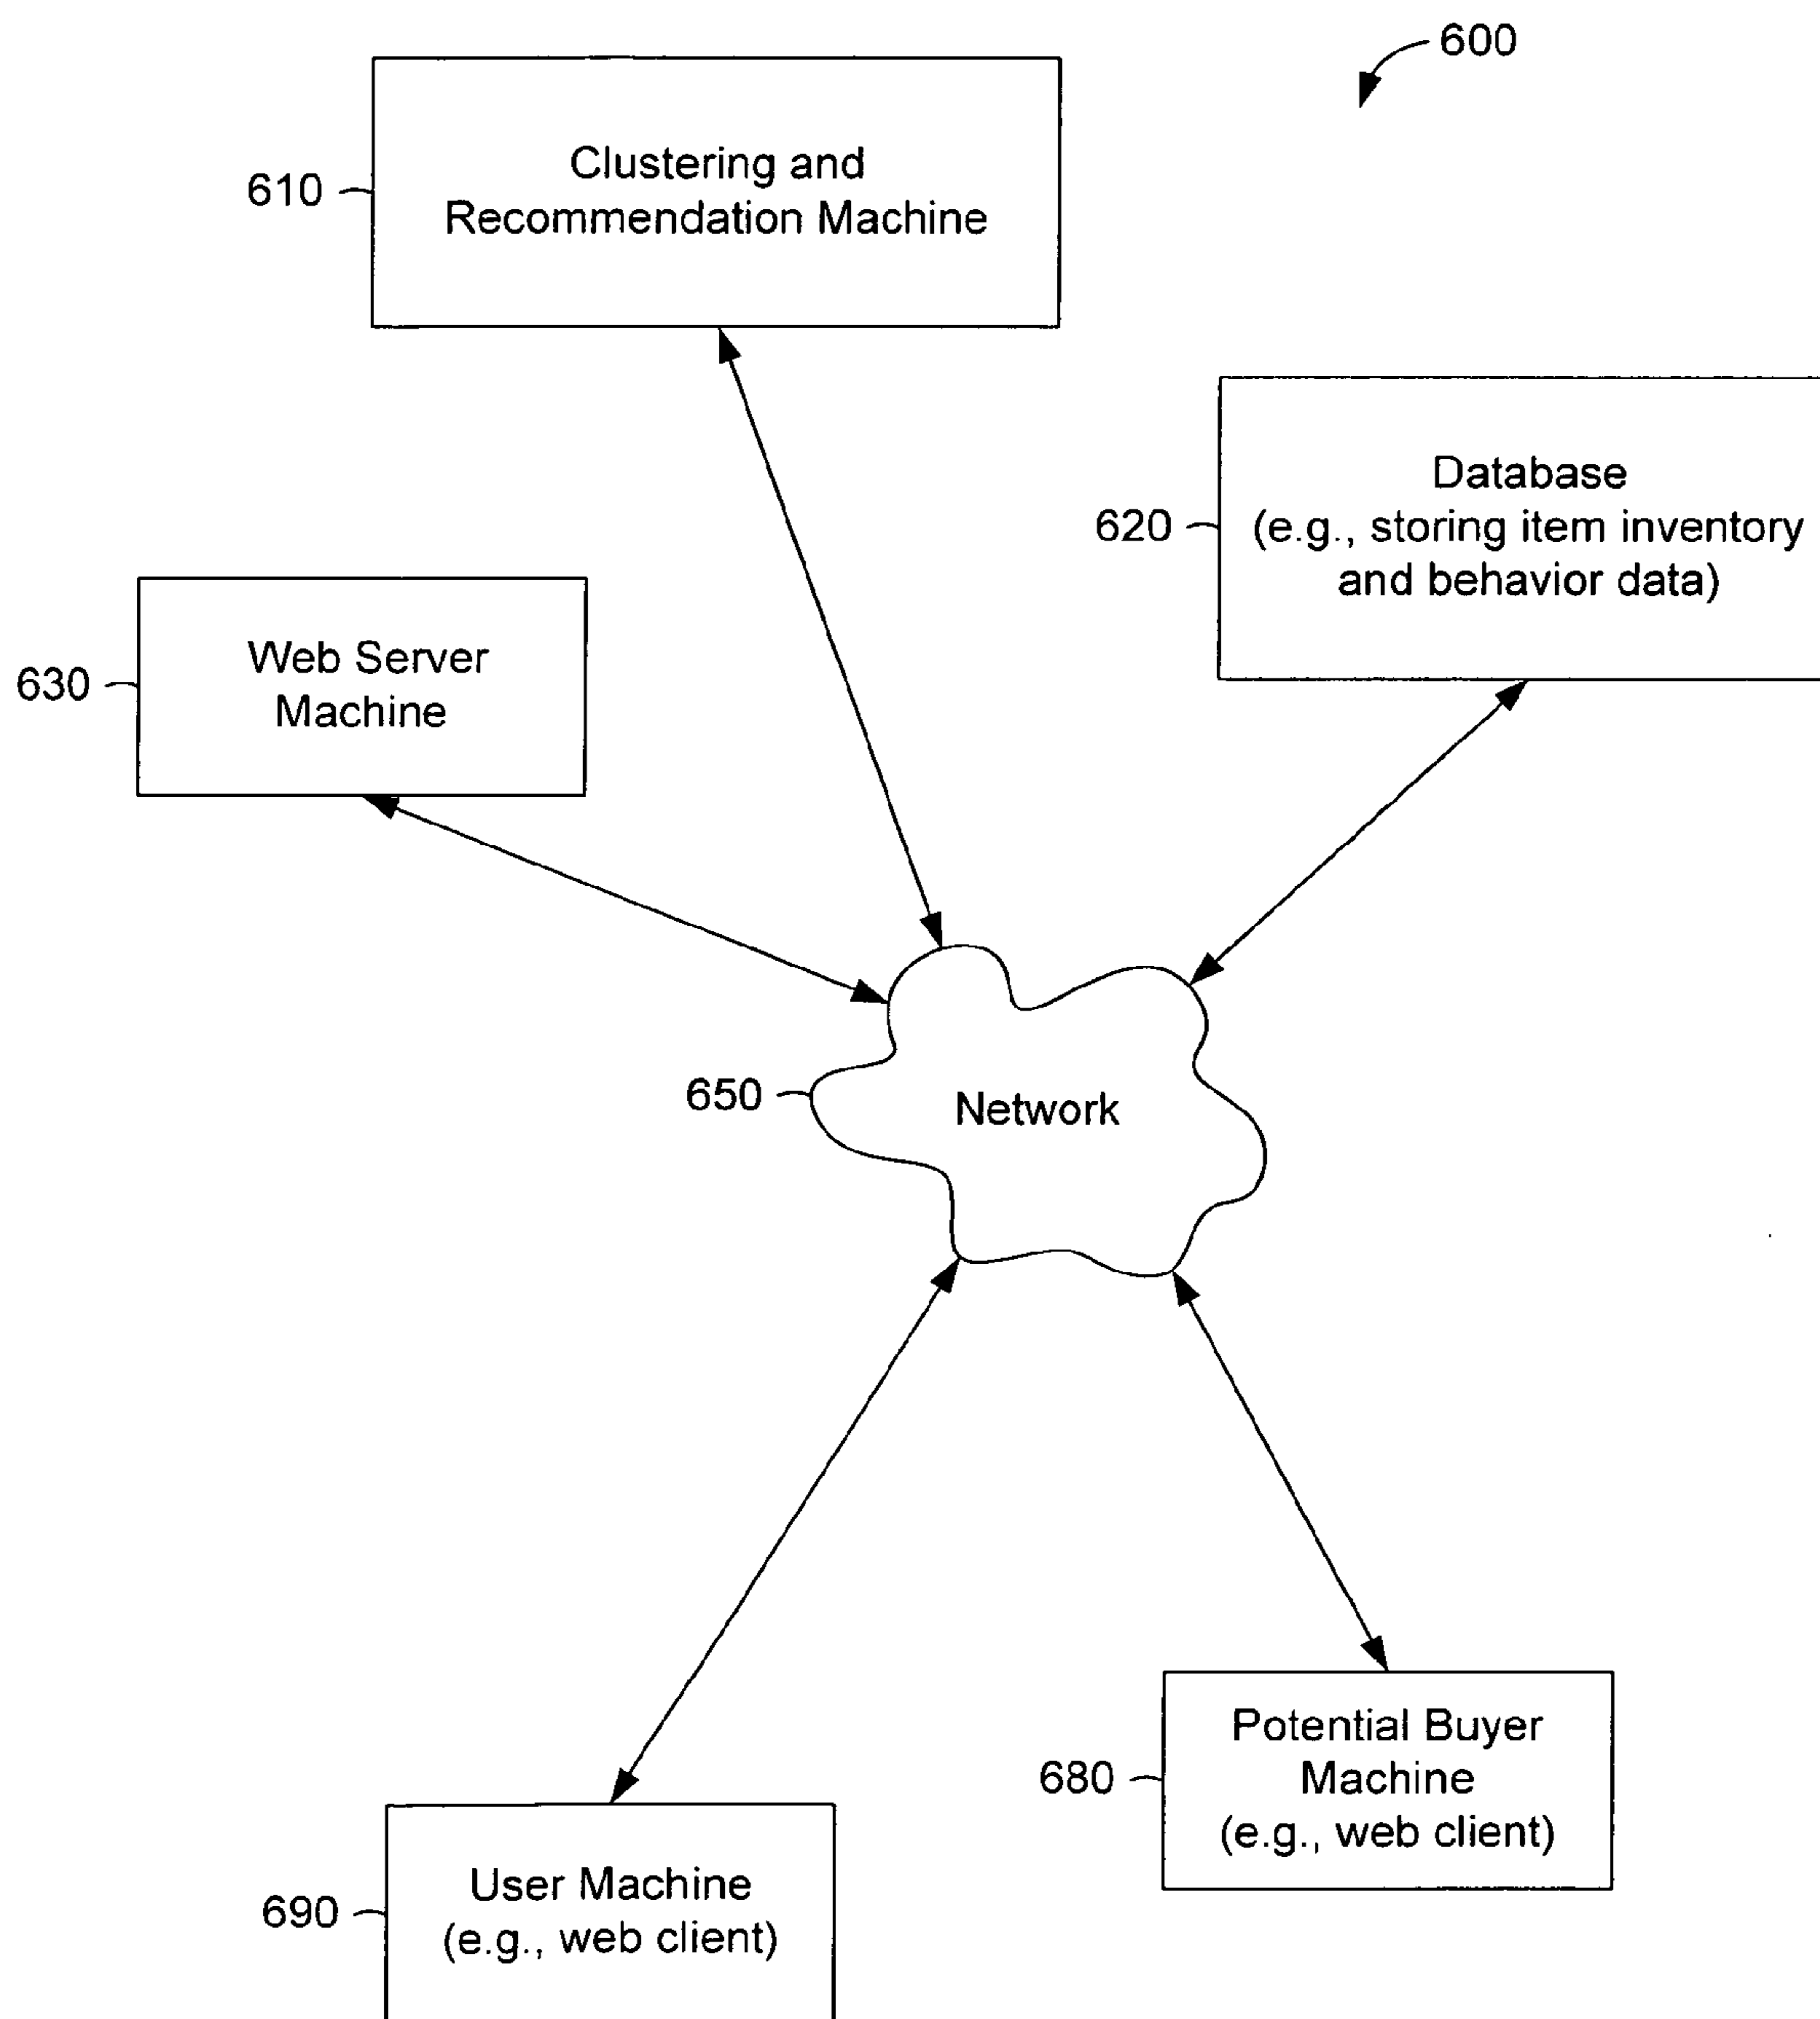 600
610
Clustering and
Recommendation Machine
620
Database
(e.g., storing item inventory
and behavior data)
630
Web Server
Machine
650
Network
680
Potential Buyer
Machine
(e.g., web client)
690
User Machine
(e.g., web client)